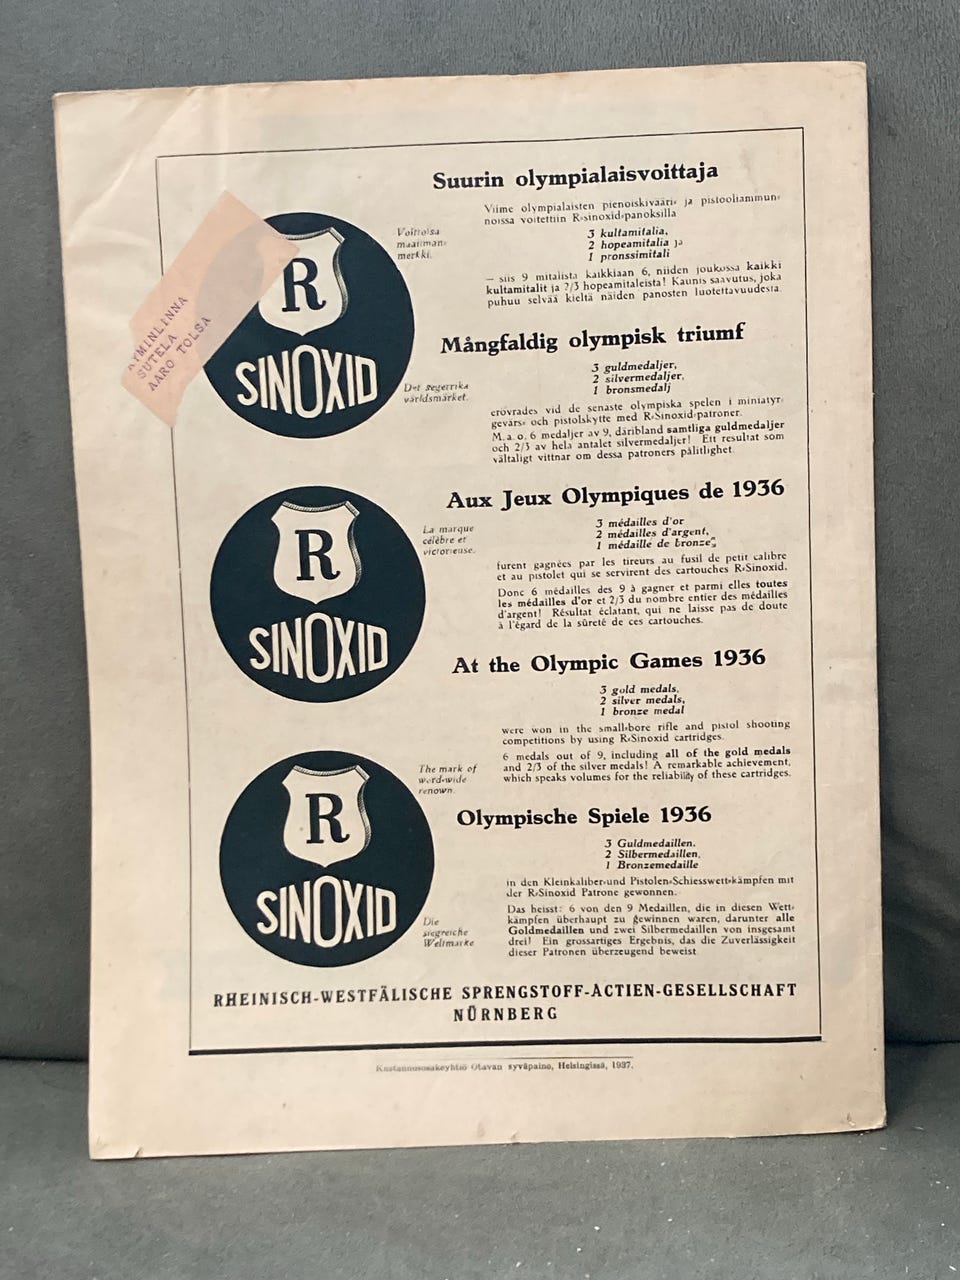 Suurin olympialaisvoittaja
Viime olympialaisten pienoiskivääri- ja pistooliammun-
noissa voitettiin R-sinoxid-panoksilla
3 kultamitalia,
2 hopeamitalia ja
1 pronssimitali
— siis 9 mitalista kaikkiaan 6, niiden joukossa kaikki
kultamitalit ja 2/3 hopeamitaleista! Kaunis saavutus, joka
puhuu selvää kieltä näiden panosten luotettavuudesta.
Voittoisa
maailman-
merkki.
R
SINOXID
SUTELA
AARO TOLSA
Det segerrika
världsmärket.
Mångfaldig olympisk triumf
3 guldmedaljer,
2 silvermedaljer,
1 bronsmedalj
erövrades vid de senaste olympiska spelen i miniatyr-
gevärs- och pistolskytte med R-Sinoxid-patroner.
M. a. o. 6 medaljer av 9, däribland samtliga guldmedaljer
och 2/3 av hela antalet silvermedaljer! Ett resultat som
vältaligt vittnar om dessa patroners pålitlighet
Aux Jeux Olympiques de 1936
3 médailles d'or
2 médailles d'argent,
1 médaille de bronze
furent gagnées par les tireurs au fusil de petit calibre
et au pistolet qui se servirent des cartouches R-Sinoxid.
Donc 6 médailles des 9 à gagner et parmi elles toutes
les médailles d'or et 2/3 du nombre entier des médailles
d'argent! Résultat éclatant, qui ne laisse pas de doute
à l'égard de la sûreté de ces cartouches.
La marque
célèbre et
victorieuse.
R
SINOXID
At the Olympic Games 1936
3 gold medals,
2 silver medals,
1 bronze medal
were won in the small-bore rifle and pistol shooting
competitions by using R-Sinoxid cartridges.
6 medals out of 9, including all of the gold medals
and 2/3 of the silver medals! A remarkable achievement,
which speaks volumes for the reliability of these cartridges.
The mark of
word-wide
renown.
R
SINOXID
Olympische Spiele 1936
3 Guldmedaillen.
2 Silbermedaillen,
1 Bronzemedaille
in den Kleinkaliber-und Pistolen-Schiesswett-kämpfen mit
der R-Sinoxid Patrone gewonnen.
Das heisst: 6 von den 9 Medaillen, die in diesen Wett-
kämpfen überhaupt zu gewinnen waren, darunter alle
Goldmedaillen und zwei Silbermedaillen von insgesamt
drei! Ein grossartiges Ergebnis, das die Zuverlässigkeit
dieser Patronen überzeugend beweist
Die
siegreiche
Weltmarke
RHEINISCH-WESTFÄLISCHE SPRENGSTOFF-ACTIEN-GESELLSCHAFT
NÜRNBERG
Kustannusosakeyhtiö Otavan syväpaino, Helsingissä, 1937.